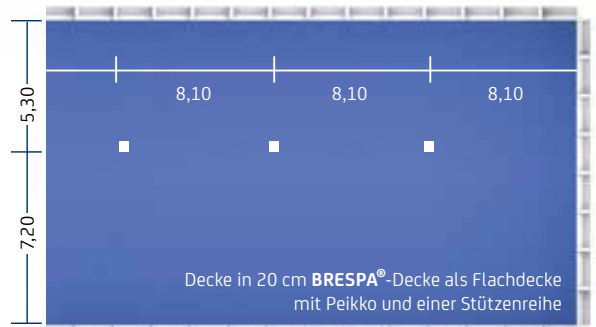 8,10 8,10 8,10
5,30
7,20
Decke in 20 cm BRESPA®-Decke als Flachdecke
mit Peikko und einer Stützenreihe